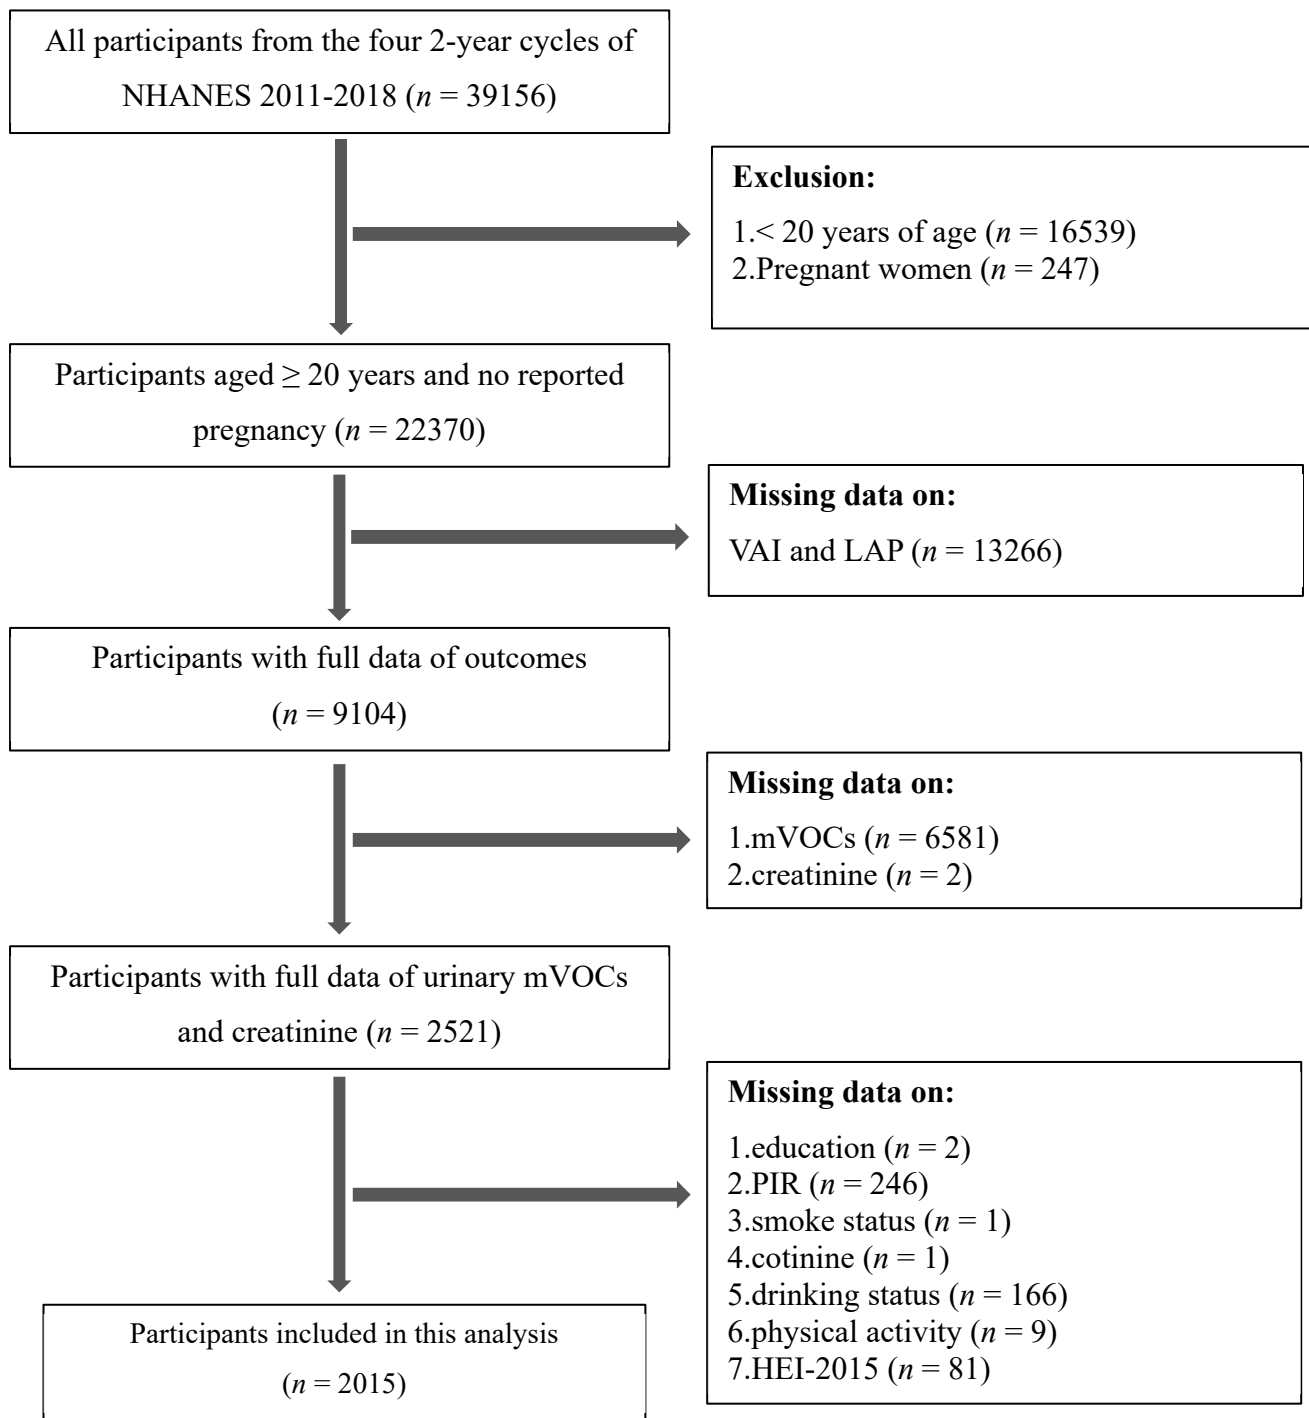 All participants from the four 2-year cycles of
NHANES 2011-2018 (n = 39156)
Exclusion:
1.< 20 years of age (n = 16539)
2.Pregnant women (n = 247)
Participants aged ≥ 20 years and no reported
pregnancy (n = 22370)
Missing data on:
VAI and LAP (n = 13266)
Participants with full data of outcomes
(n = 9104)
Missing data on:
1.mVOCs (n = 6581)
2.creatinine (n = 2)
Participants with full data of urinary mVOCs
and creatinine (n = 2521)
Missing data on:
1.education (n = 2)
2.PIR (n = 246)
3.smoke status (n = 1)
4.cotinine (n = 1)
5.drinking status (n = 166)
6.physical activity (n = 9)
7.HEI-2015 (n = 81)
Participants included in this analysis
(n = 2015)